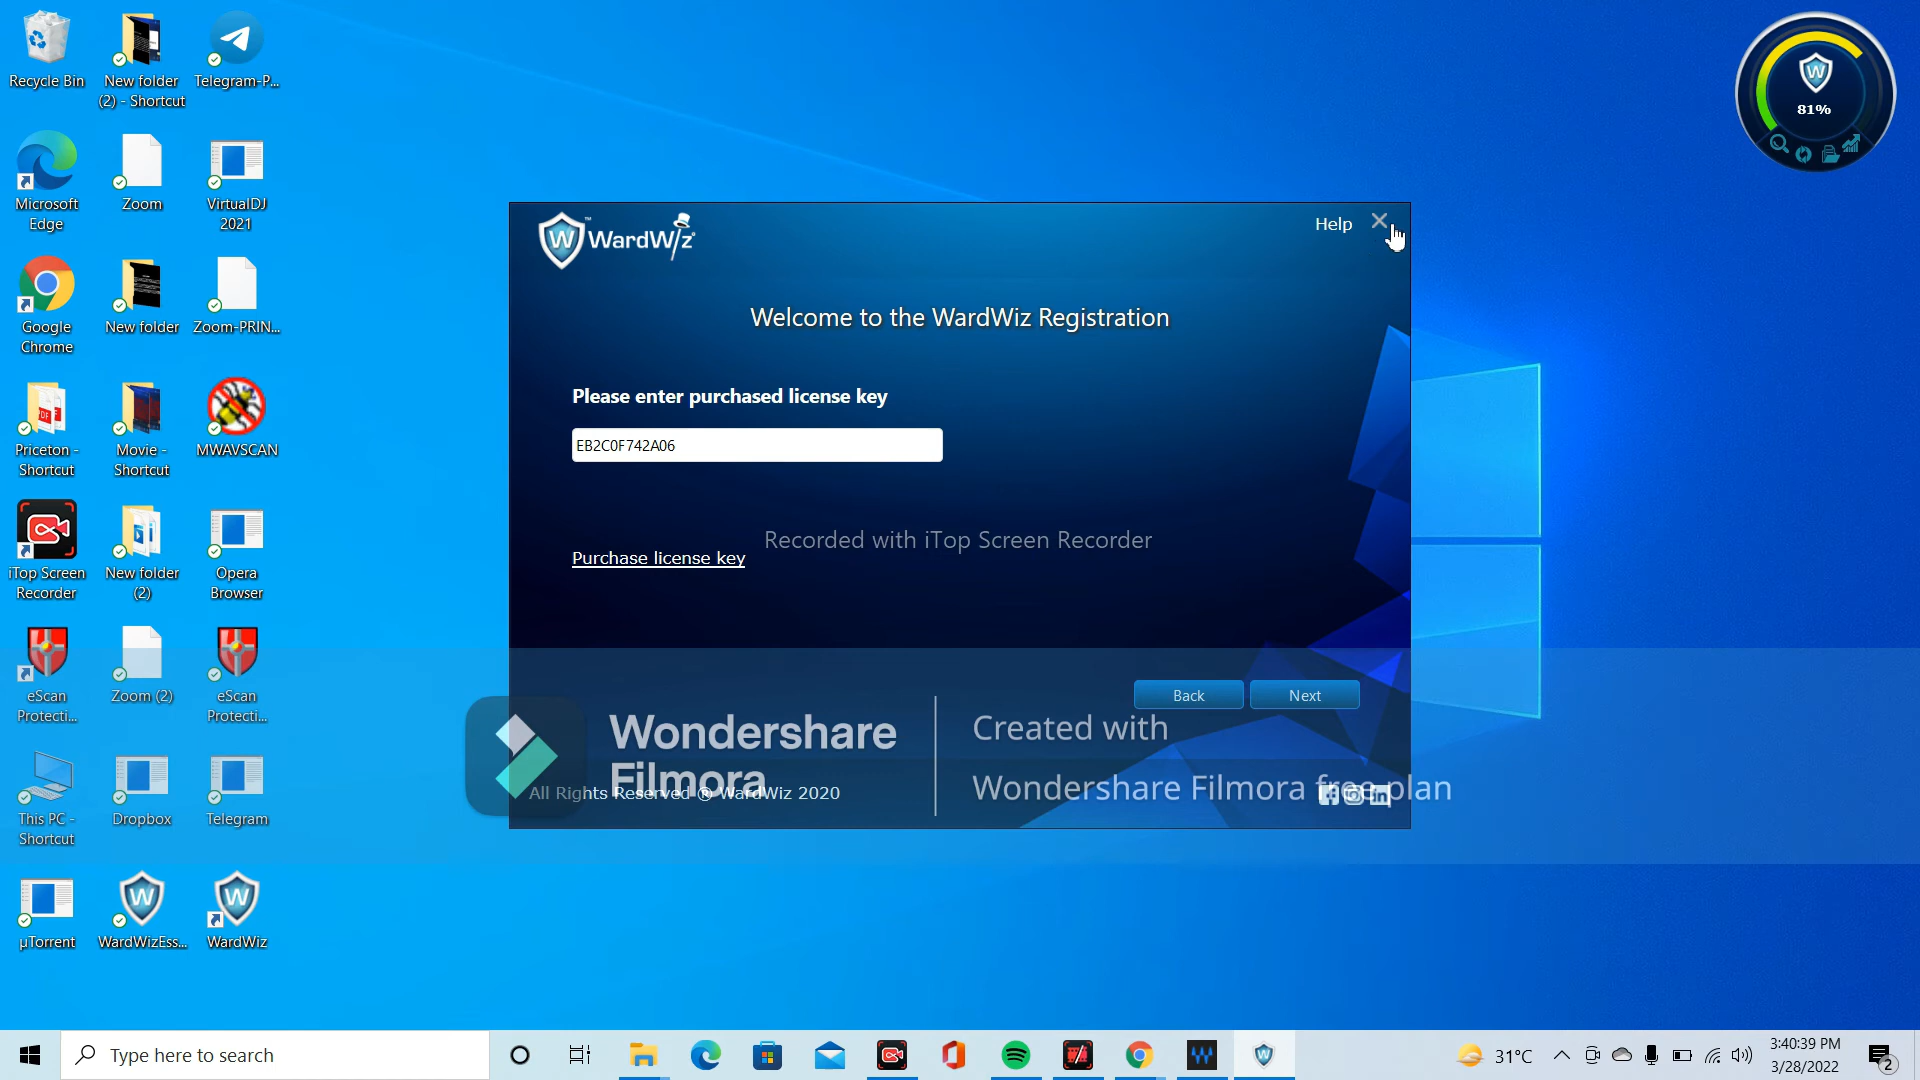 Recycle Bin
New folder
(2) - Shortcut
Telegram-P...
Microsoft
Edge
Zoom
VirtualDJ
2021
Google
Chrome
New folder
Zoom-PRIN...
Priceton -
Shortcut
Movie -
Shortcut
MWAVSCAN
iTop Screen
Recorder
New folder
(2)
Opera
Browser
eScan
Protecti...
Zoom (2)
eScan
Protecti...
This PC -
Shortcut
Dropbox
Telegram
µTorrent
WardWizEss...
WardWiz
W
81%
W WardWiz
Help
Welcome to the WardWiz Registration
Please enter purchased license key
EB2C0F742A06
Recorded with iTop Screen Recorder
Purchase license key
Back
Next
Wondershare
Filmora
Created with
Wondershare Filmora free plan
All Rights Reserved ® WardWiz 2020
Type here to search
31°C
3:40:39 PM
3/28/2022
2